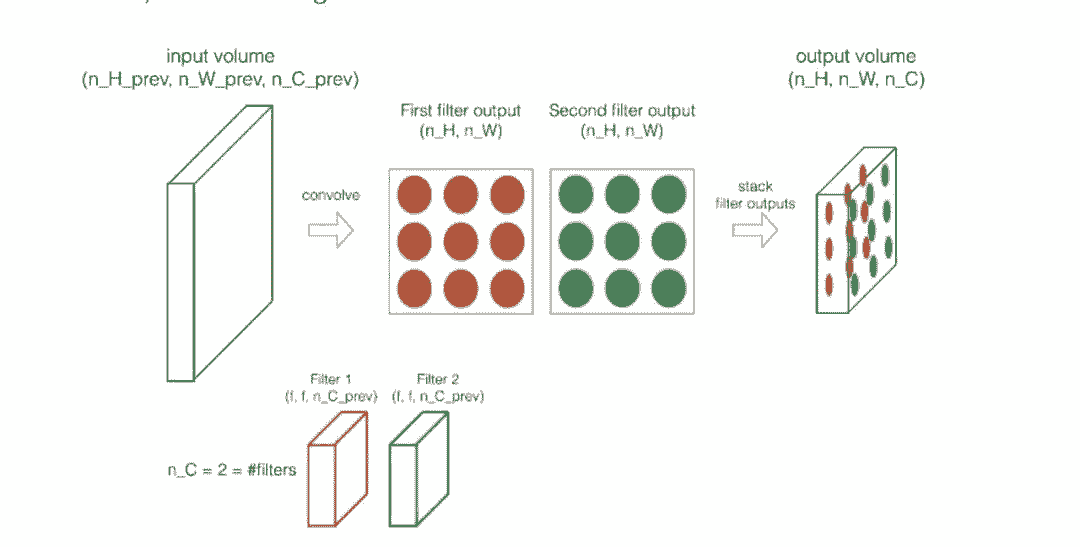 input volume
(n_H_prev, n_W_prev, n_C_prev)
output volume
(n_H, n_W, n_C)
First filter output
(n_H, n_W)
Second filter output
(n_H, n_W)
convolve
stack
filter outputs
Filter 1
(f, f, n_C_prev)
Filter 2
(f, f, n_C_prev)
n_C = 2 = #filters